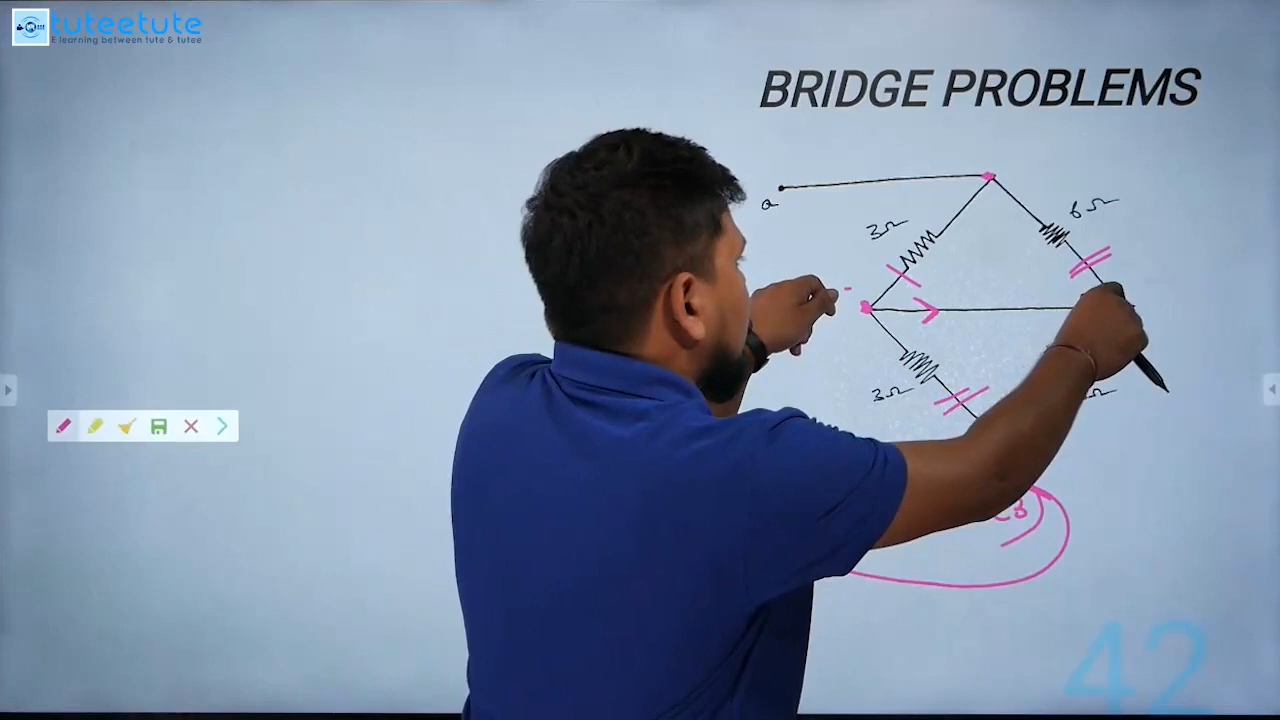 tuteetute
E learning between tute & tutee
BRIDGE PROBLEMS
a
3Ω
6Ω
3Ω
Ω
42